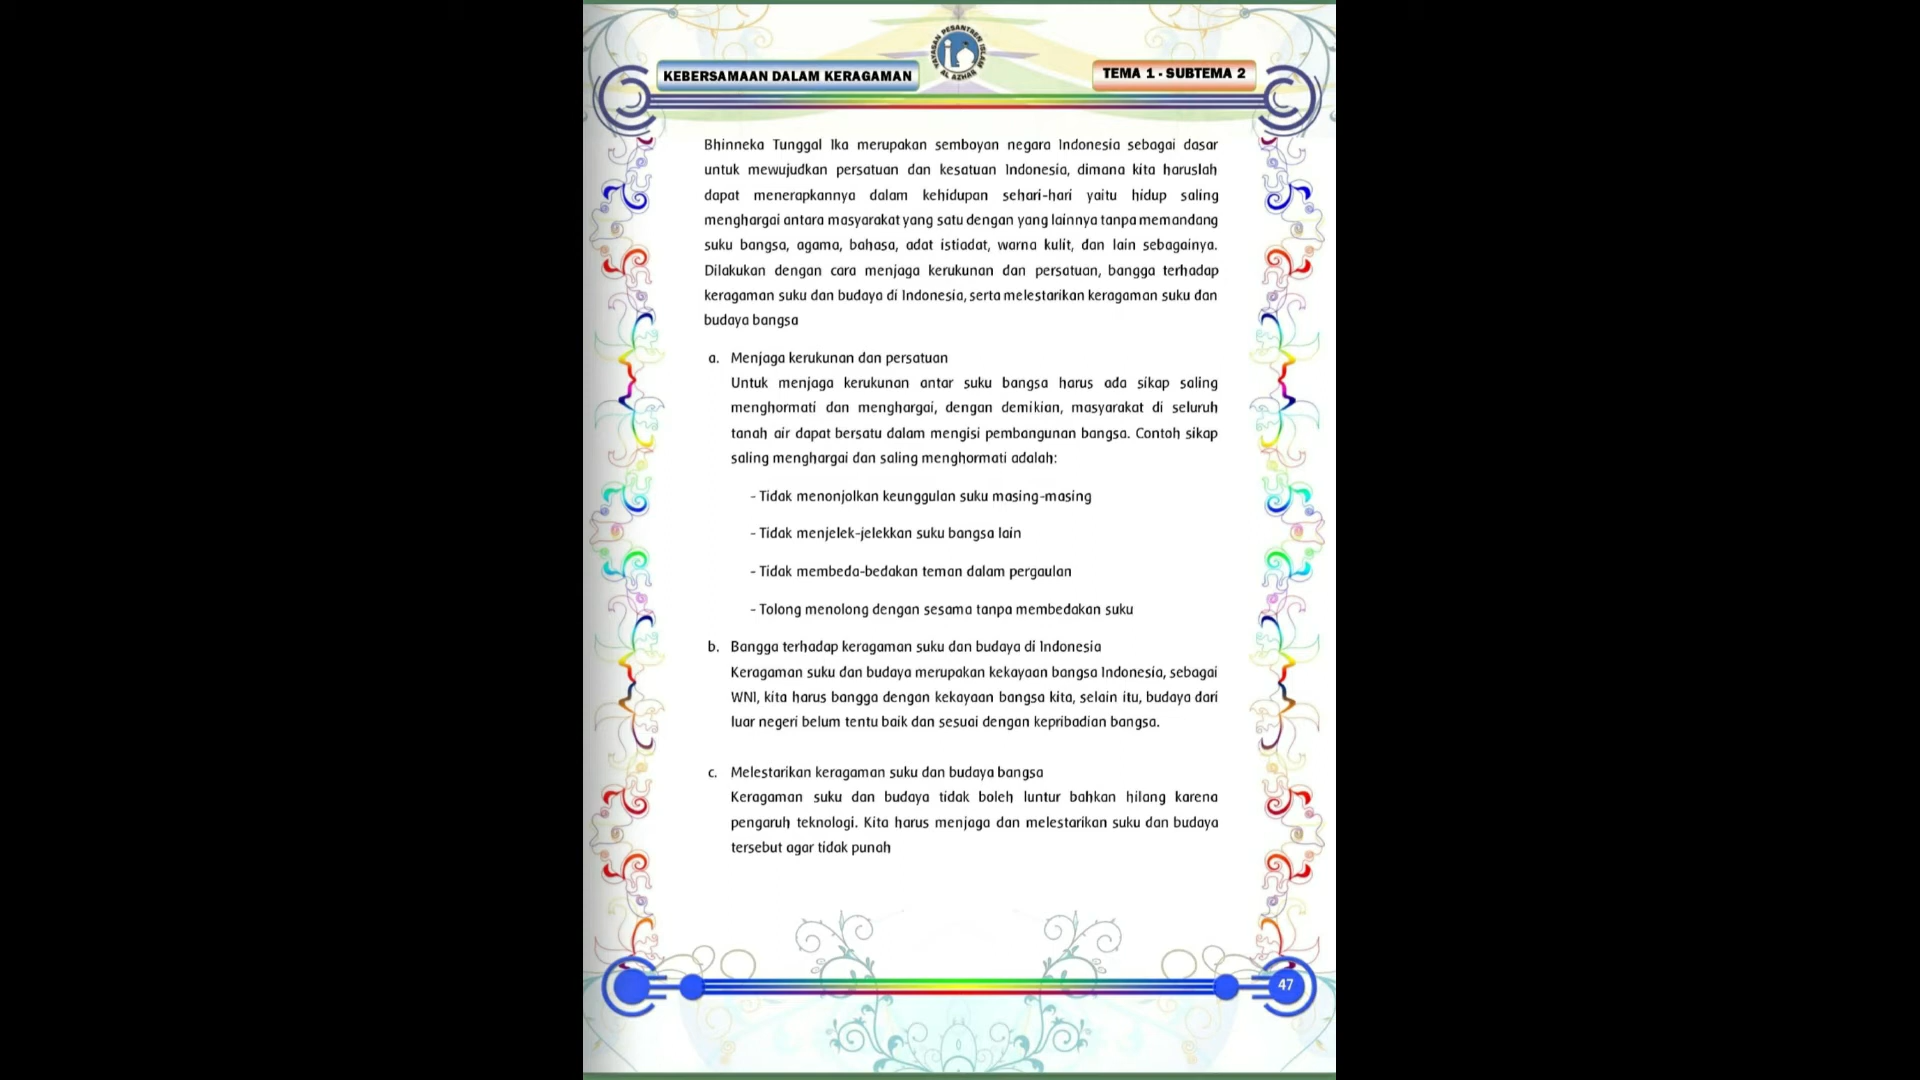 YAYASAN PESANTREN ISLAM
AL AZHAR
KEBERSAMAAN DALAM KERAGAMAN
TEMA 1 - SUBTEMA 2
Bhinneka Tunggal Ika merupakan semboyan negara Indonesia sebagai dasar
untuk mewujudkan persatuan dan kesatuan Indonesia, dimana kita haruslah
dapat menerapkannya dalam kehidupan sehari-hari yaitu hidup saling
menghargai antara masyarakat yang satu dengan yang lainnya tanpa memandang
suku bangsa, agama, bahasa, adat istiadat, warna kulit, dan lain sebagainya.
Dilakukan dengan cara menjaga kerukunan dan persatuan, bangga terhadap
keragaman suku dan budaya di Indonesia, serta melestarikan keragaman suku dan
budaya bangsa
a. Menjaga kerukunan dan persatuan
Untuk menjaga kerukunan antar suku bangsa harus ada sikap saling
menghormati dan menghargai, dengan demikian, masyarakat di seluruh
tanah air dapat bersatu dalam mengisi pembangunan bangsa. Contoh sikap
saling menghargai dan saling menghormati adalah:
- Tidak menonjolkan keunggulan suku masing-masing
- Tidak menjelek-jelekkan suku bangsa lain
- Tidak membeda-bedakan teman dalam pergaulan
- Tolong menolong dengan sesama tanpa membedakan suku
b. Bangga terhadap keragaman suku dan budaya di Indonesia
Keragaman suku dan budaya merupakan kekayaan bangsa Indonesia, sebagai
WNI, kita harus bangga dengan kekayaan bangsa kita, selain itu, budaya dari
luar negeri belum tentu baik dan sesuai dengan kepribadian bangsa.
c. Melestarikan keragaman suku dan budaya bangsa
Keragaman suku dan budaya tidak boleh luntur bahkan hilang karena
pengaruh teknologi. Kita harus menjaga dan melestarikan suku dan budaya
tersebut agar tidak punah
47